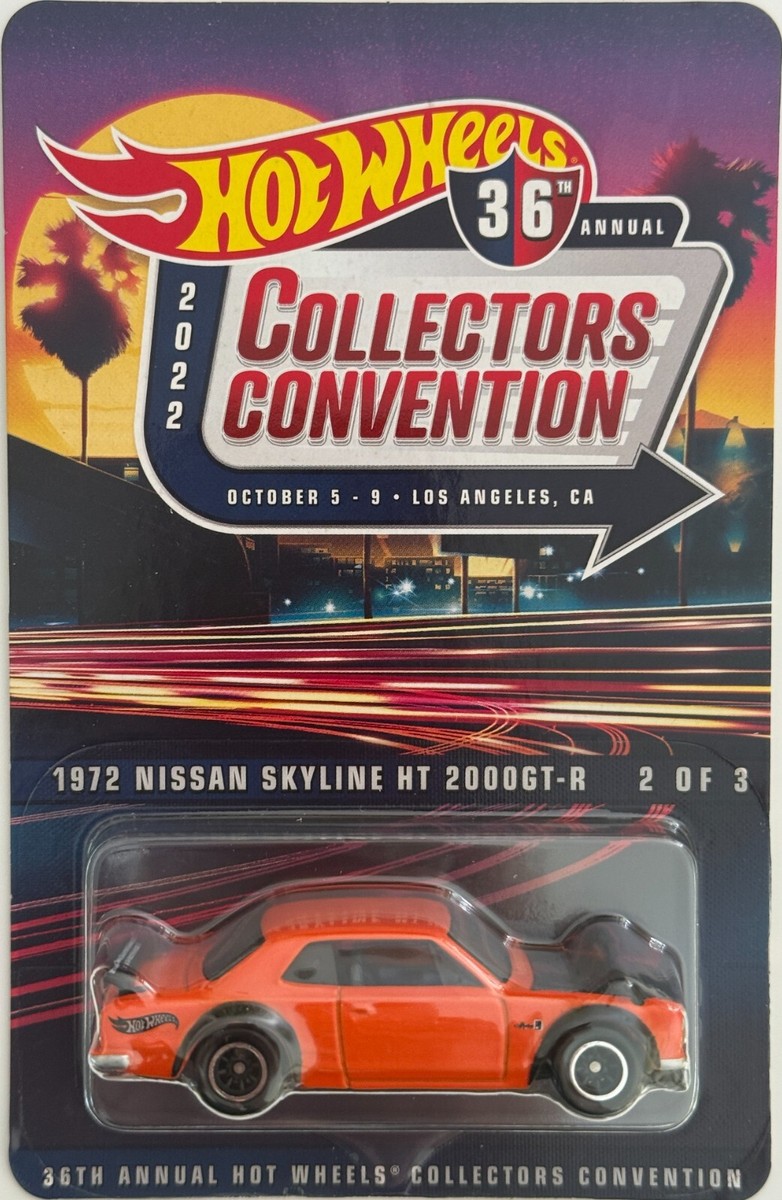 HOT WHEELS®
36TH
ANNUAL
2022
COLLECTORS
CONVENTION
OCTOBER 5 - 9 • LOS ANGELES, CA
1972 NISSAN SKYLINE HT 2000GT-R 2 OF 3
HOT WHEELS
36TH ANNUAL HOT WHEELS® COLLECTORS CONVENTION